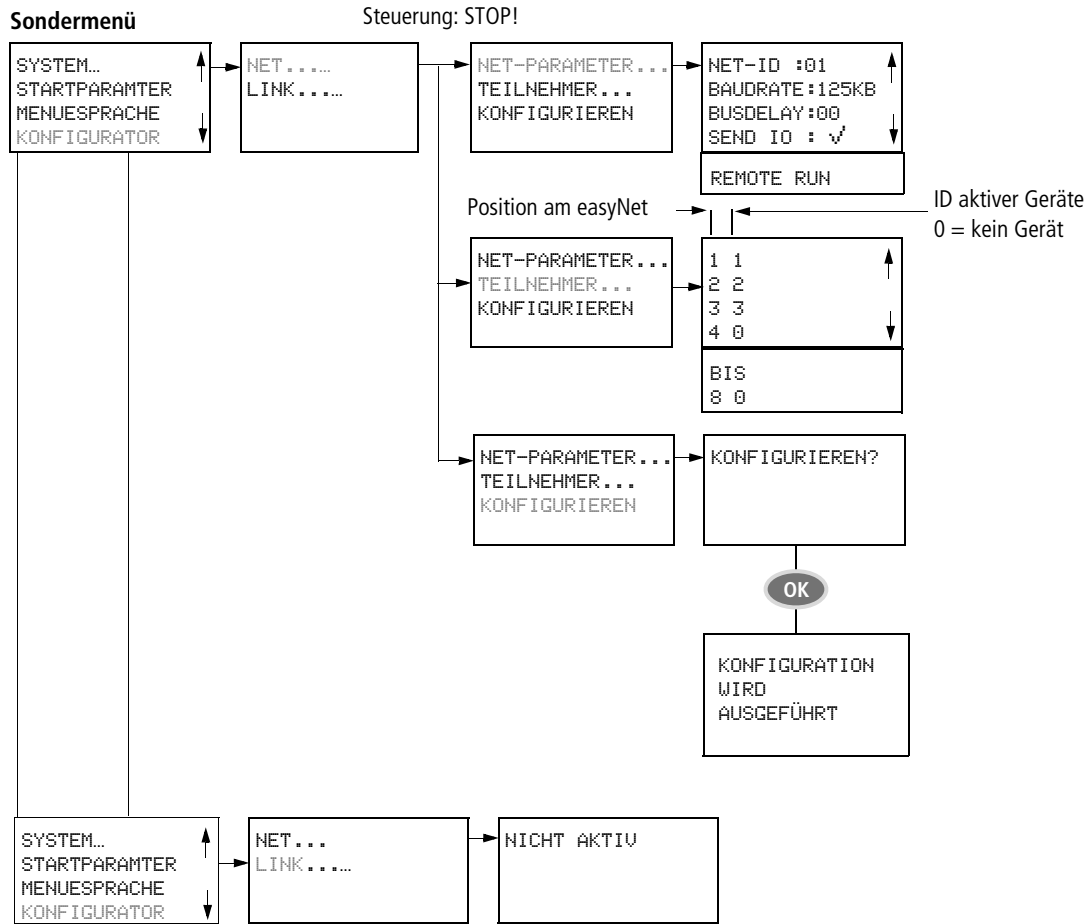 Sondermenü
Steuerung: STOP!
SYSTEM…
STARTPARAMTER
MENUESPRACHE
KONFIGURATOR
NET...…
LINK...…
NET-PARAMETER...
TEILNEHMER...
KONFIGURIEREN
NET-ID :01
BAUDRATE:125KB
BUSDELAY:00
SEND IO : √
REMOTE RUN
Position am easyNet
ID aktiver Geräte
0 = kein Gerät
NET-PARAMETER...
TEILNEHMER...
KONFIGURIEREN
1 1
2 2
3 3
4 0
BIS
8 0
NET-PARAMETER...
TEILNEHMER...
KONFIGURIEREN
KONFIGURIEREN?
OK
KONFIGURATION
WIRD
AUSGEFÜHRT
SYSTEM…
STARTPARAMTER
MENUESPRACHE
KONFIGURATOR
NET...
LINK...…
NICHT AKTIV